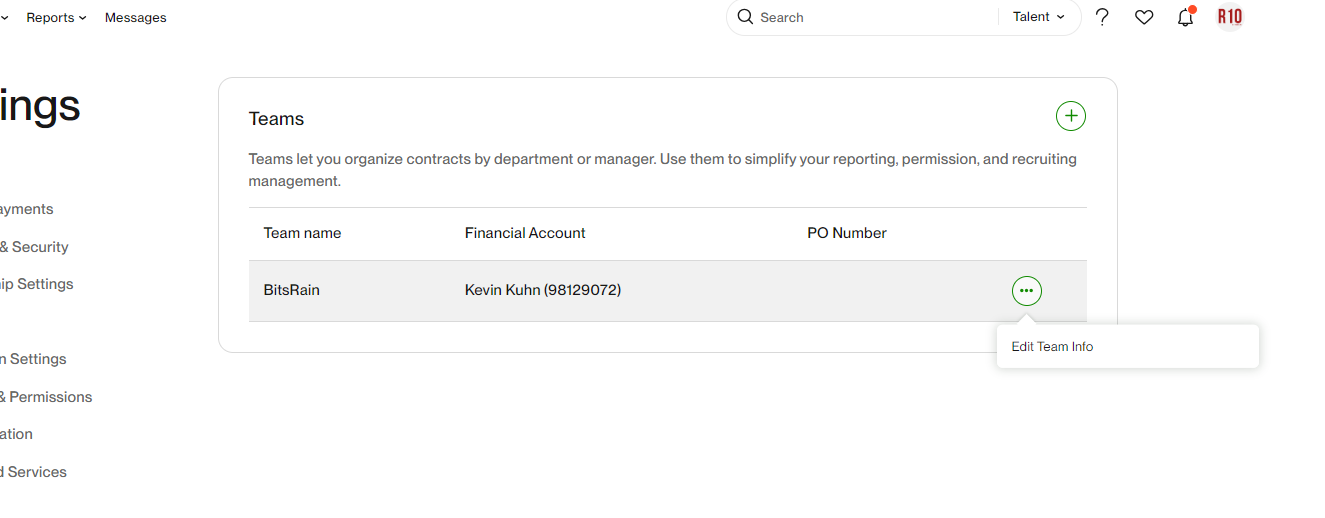 Reports
Messages
Search
Talent
R10
ings
Teams
Teams let you organize contracts by department or manager. Use them to simplify your reporting, permission, and recruiting
management.
ayments
& Security
ip Settings
n Settings
& Permissions
ation
d Services
Team name
Financial Account
PO Number
BitsRain
Kevin Kuhn (98129072)
Edit Team Info